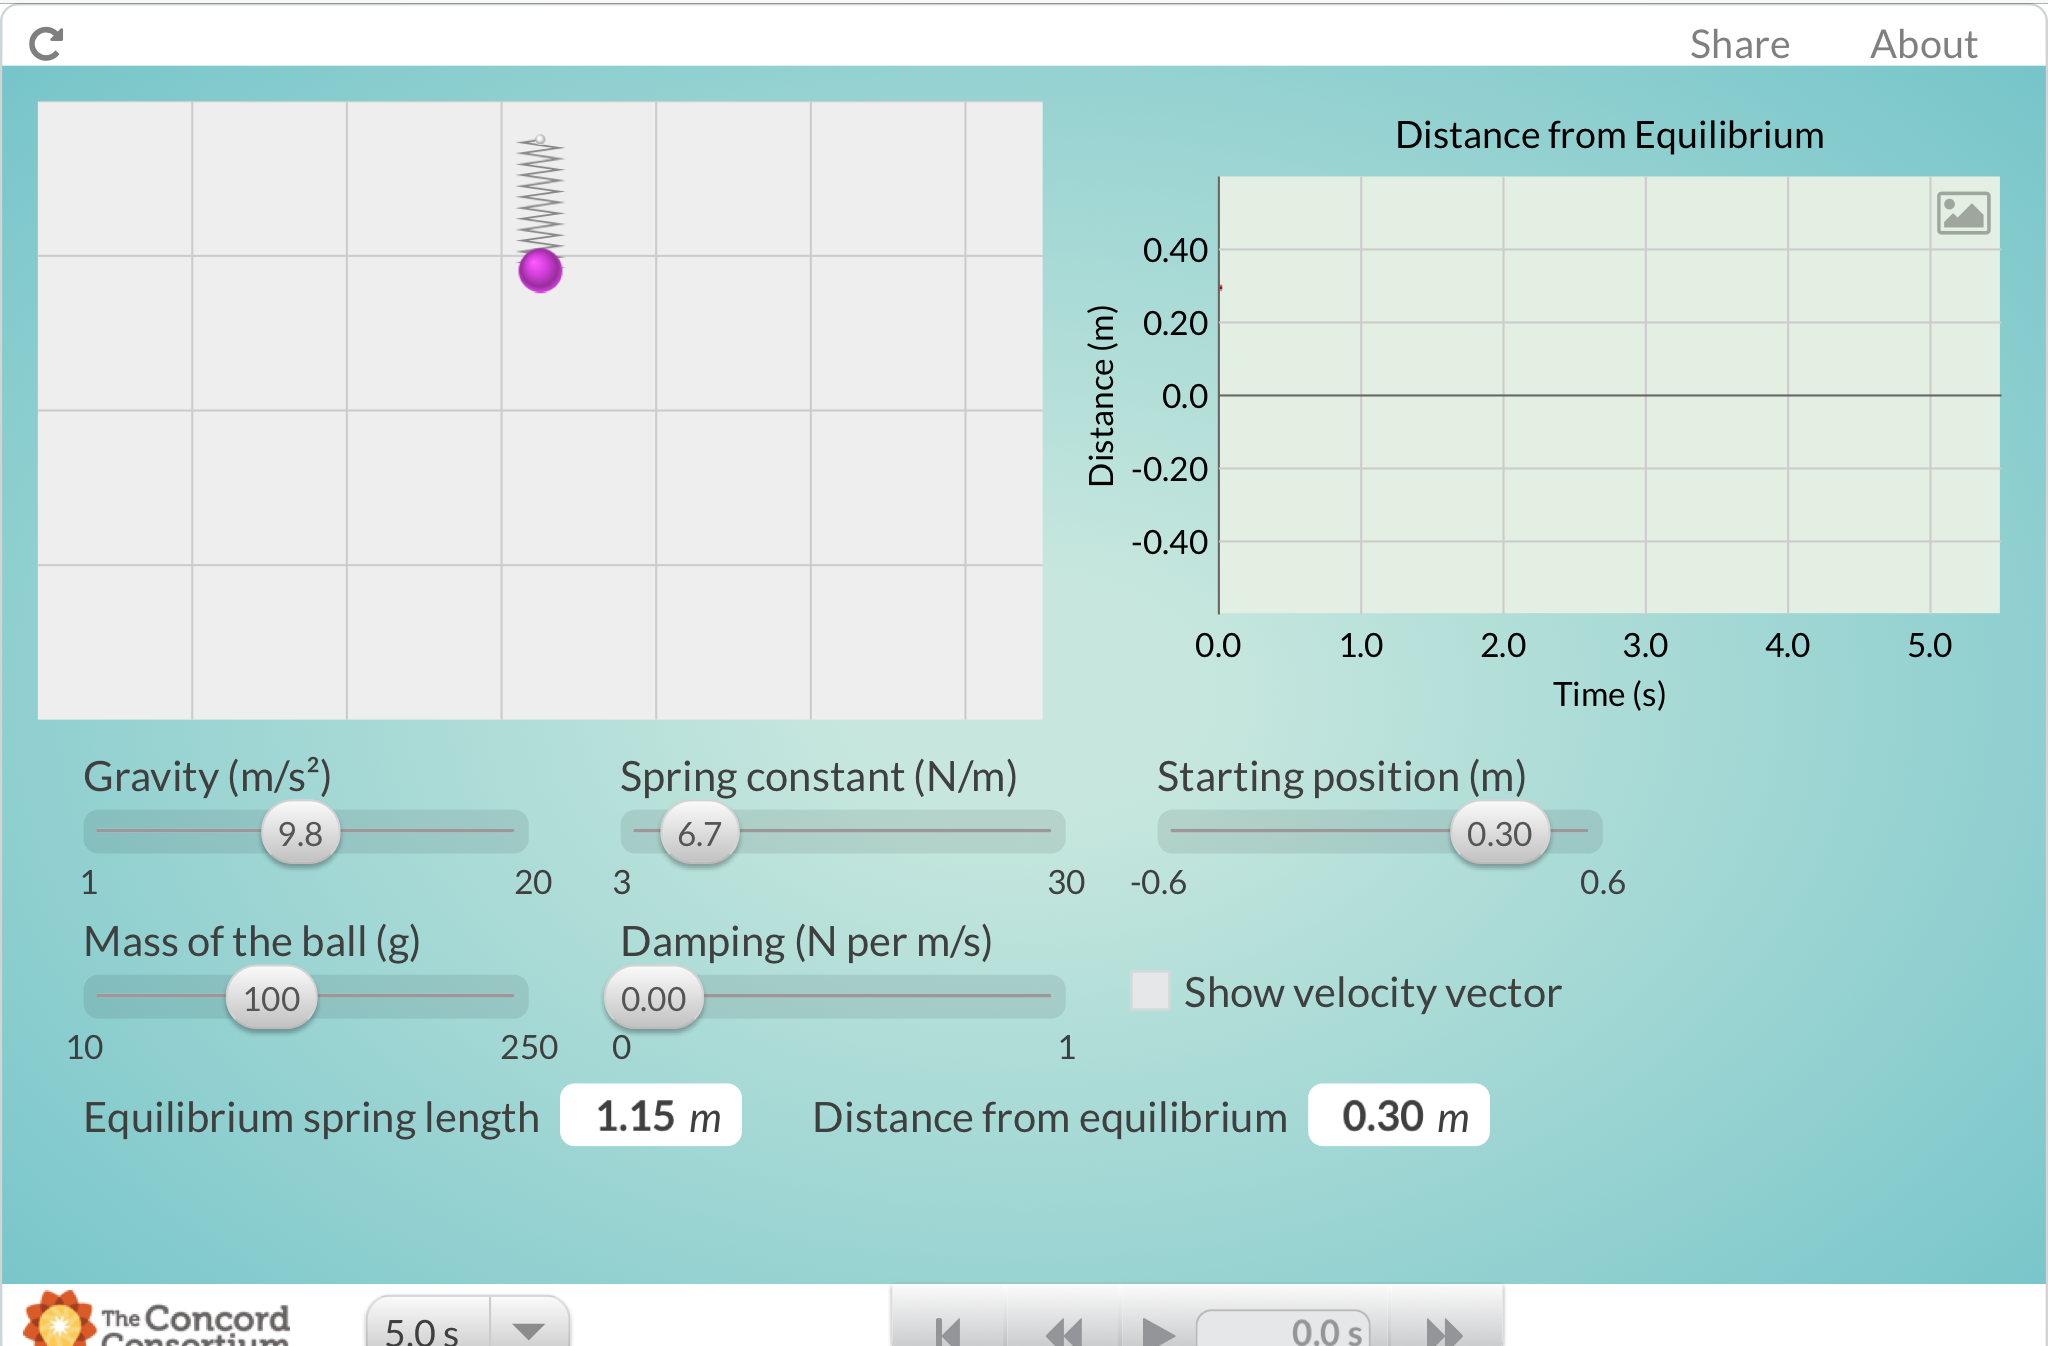 Share About
Distance from Equilibrium
0.40
0.20
0.0
-0.20
-0.40
Distance (m)
0.0 1.0 2.0 3.0 4.0 5.0
Time (s)
Gravity (m/s²) Spring constant (N/m) Starting position (m)
9.8 6.7 0.30
1 20 3 30 -0.6 0.6
Mass of the ball (g) Damping (N per m/s)
100 0.00 Show velocity vector
10 250 0 1
Equilibrium spring length 1.15 m Distance from equilibrium 0.30 m
The Concord
Consortium
5.0 s 0.0 s